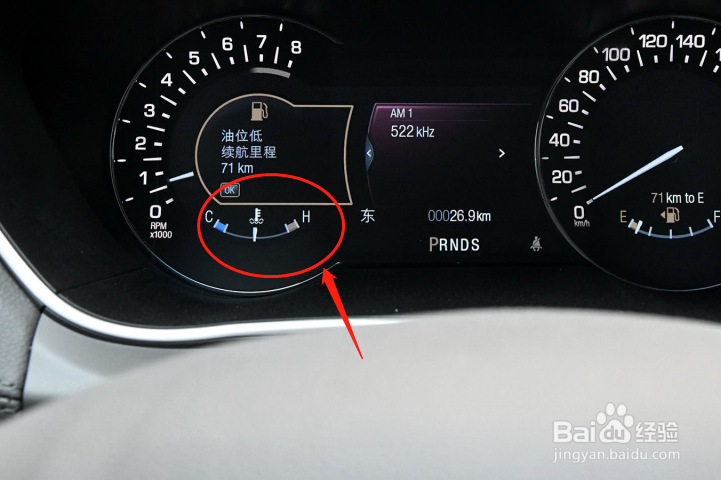 0 1 2 3 4 5 6 7 8
RPM
x1000
油位低
续航里程
71 km
OK
C H
AM 1
522 kHz
东 00026.9km
PRNDS
0 20 40 60 80 100 120 140
km/h
71 km to E
E F
Bai du 经验
jingyan.baidu.com